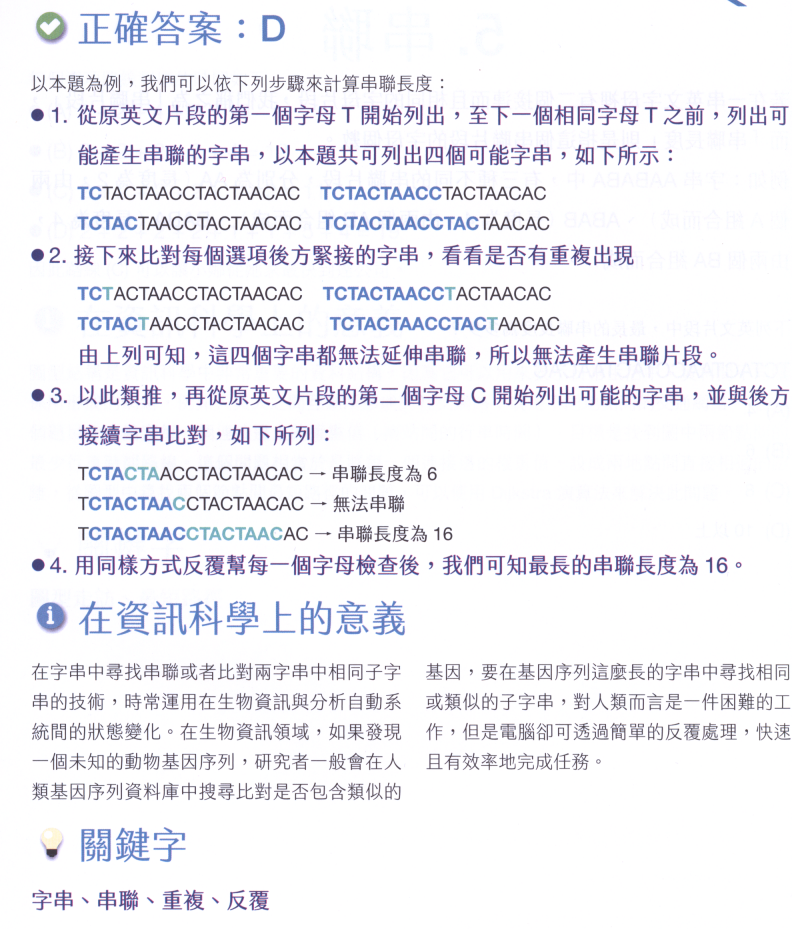 正確答案：D
以本題為例，我們可以依下列步驟來計算串聯長度：
●1. 從原英文片段的第一個字母 T 開始列出，至下一個相同字母 T 之前，列出可
能產生串聯的字串，以本題共可列出四個可能字串，如下所示：
TCTACTAACCTACTAACAC TCTACTAACCTACTAACAC
TCTACTAACCTACTAACAC TCTACTAACCTACTAACAC
●2. 接下來比對每個選項後方緊接的字串，看看是否有重複出現
TCTACTAACCTACTAACAC TCTACTAACCTACTAACAC
TCTACTAACCTACTAACAC TCTACTAACCTACTAACAC
由上列可知，這四個字串都無法延伸串聯，所以無法產生串聯片段。
●3. 以此類推，再從原英文片段的第二個字母 C 開始列出可能的字串，並與後方
接續字串比對，如下所列：
TCTACTAACCTACTAACAC → 串聯長度為 6
TCTACTAACCTACTAACAC → 無法串聯
TCTACTAACCTACTAACAC → 串聯長度為 16
●4. 用同樣方式反覆幫每一個字母檢查後，我們可知最長的串聯長度為 16。
在資訊科學上的意義
在字串中尋找串聯或者比對兩字串中相同子字
串的技術，時常運用在生物資訊與分析自動系
統間的狀態變化。在生物資訊領域，如果發現
一個未知的動物基因序列，研究者一般會在人
類基因序列資料庫中搜尋比對是否包含類似的
基因，要在基因序列這麼長的字串中尋找相同
或類似的子字串，對人類而言是一件困難的工
作，但是電腦卻可透過簡單的反覆處理，快速
且有效率地完成任務。
關鍵字
字串、串聯、重複、反覆